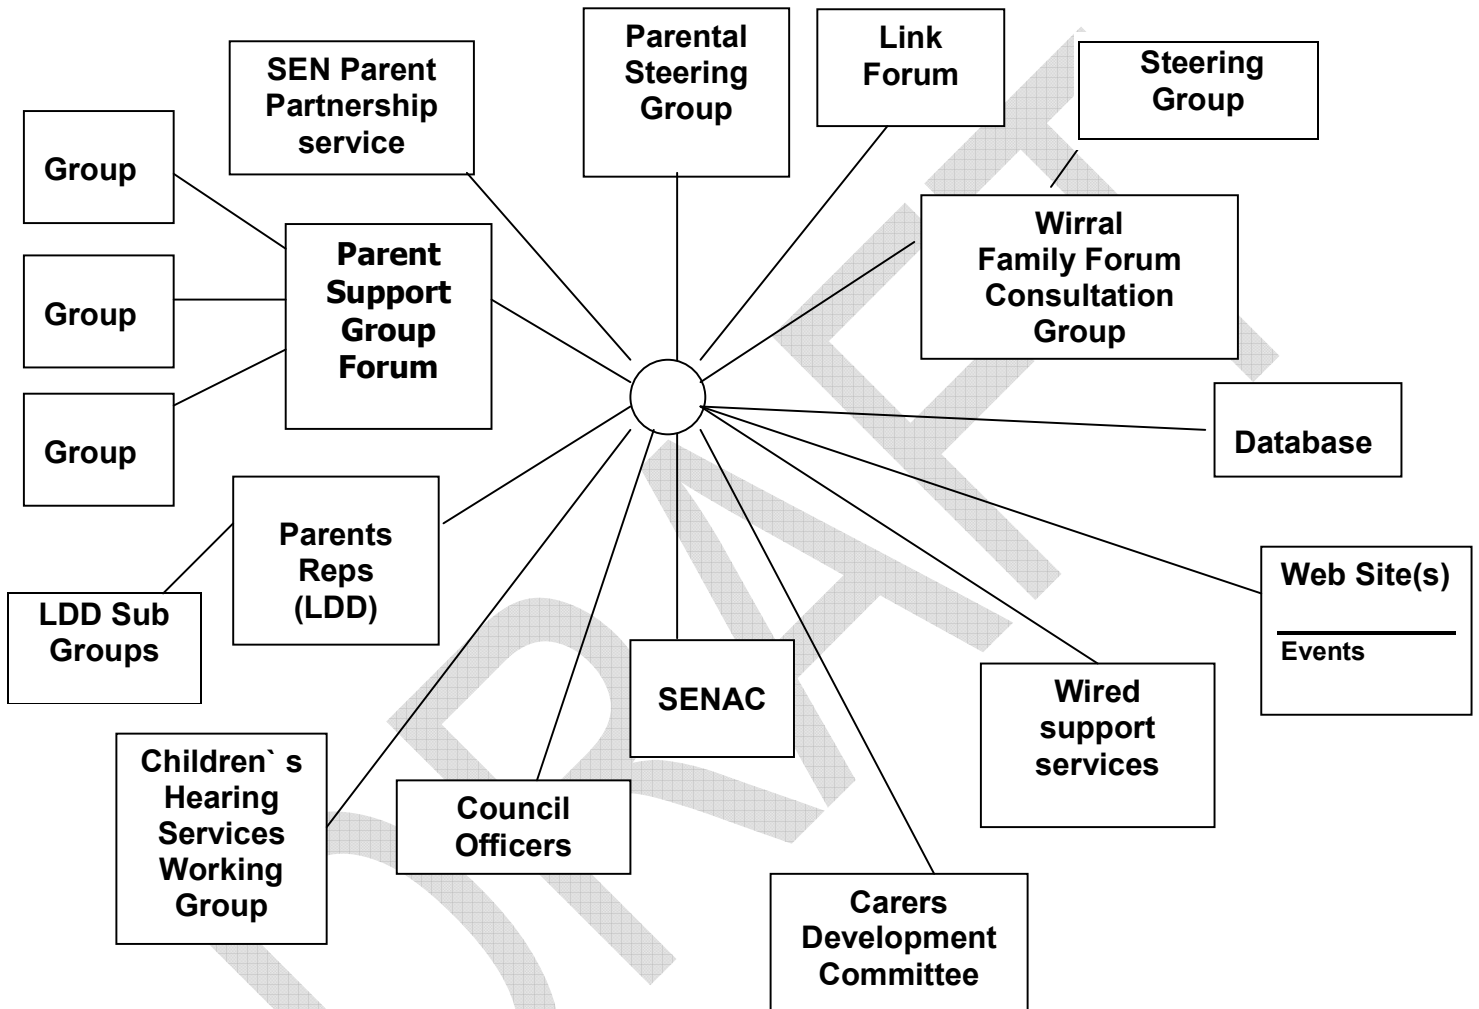 SEN Parent
Partnership
service
Parental
Steering
Group
Link
Forum
Steering
Group
Group
Parent
Support
Group
Forum
Wirral
Family Forum
Consultation
Group
Group
Group
Database
Parents
Reps
(LDD)
LDD Sub
Groups
Web Site(s)
Events
SENAC
Wired
support
services
Children` s
Hearing
Services
Working
Group
Council
Officers
Carers
Development
Committee
DRAFT